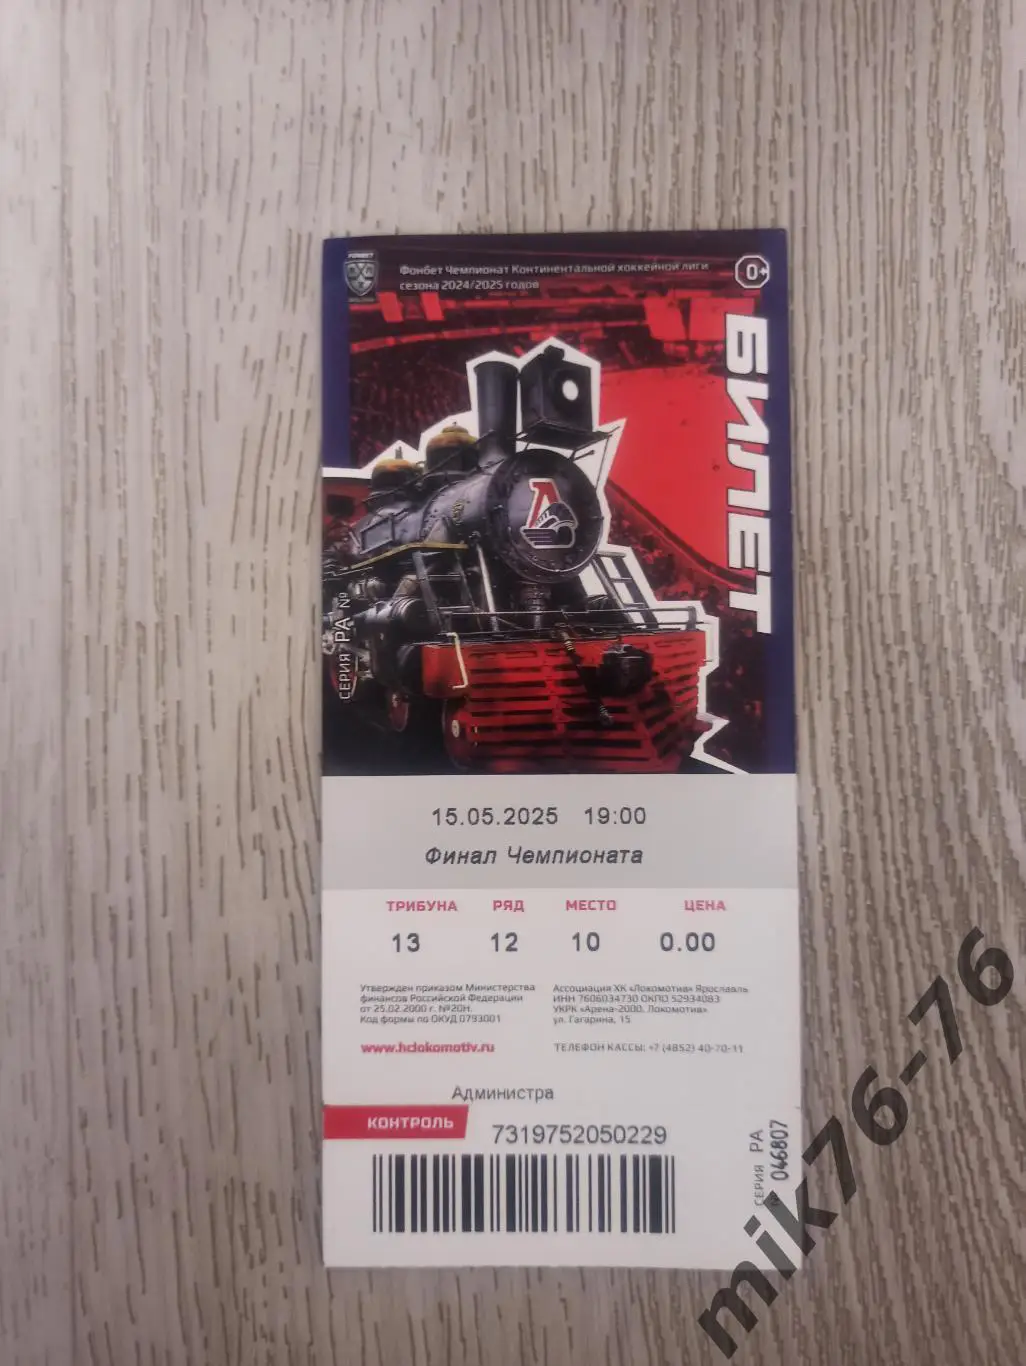 FONBET
Фонбет Чемпионат Континентальной хоккейной лиги
сезона 2024/2025 годов
0+
БИЛЕТ
СЕРИЯ РА №
15.05.2025 19:00
Финал Чемпионата
ТРИБУНА РЯД МЕСТО ЦЕНА
13 12 10 0.00
Утвержден приказом Министерства
финансов Российской Федерации
от 25.02.2000 г. №20Н.
Код формы по ОКУД 0793001
Ассоциация ХК «Локомотив» Ярославль
ИНН 7606034730 ОКПО 52934083
УКРК «Арена-2000, Локомотив»
ул. Гагарина, 15
www.hclokomotiv.ru
ТЕЛЕФОН КАССЫ: +7 (4852) 40-70-11
Администра
КОНТРОЛЬ
7319752050229
СЕРИЯ РА
№ 046807
mik76-76